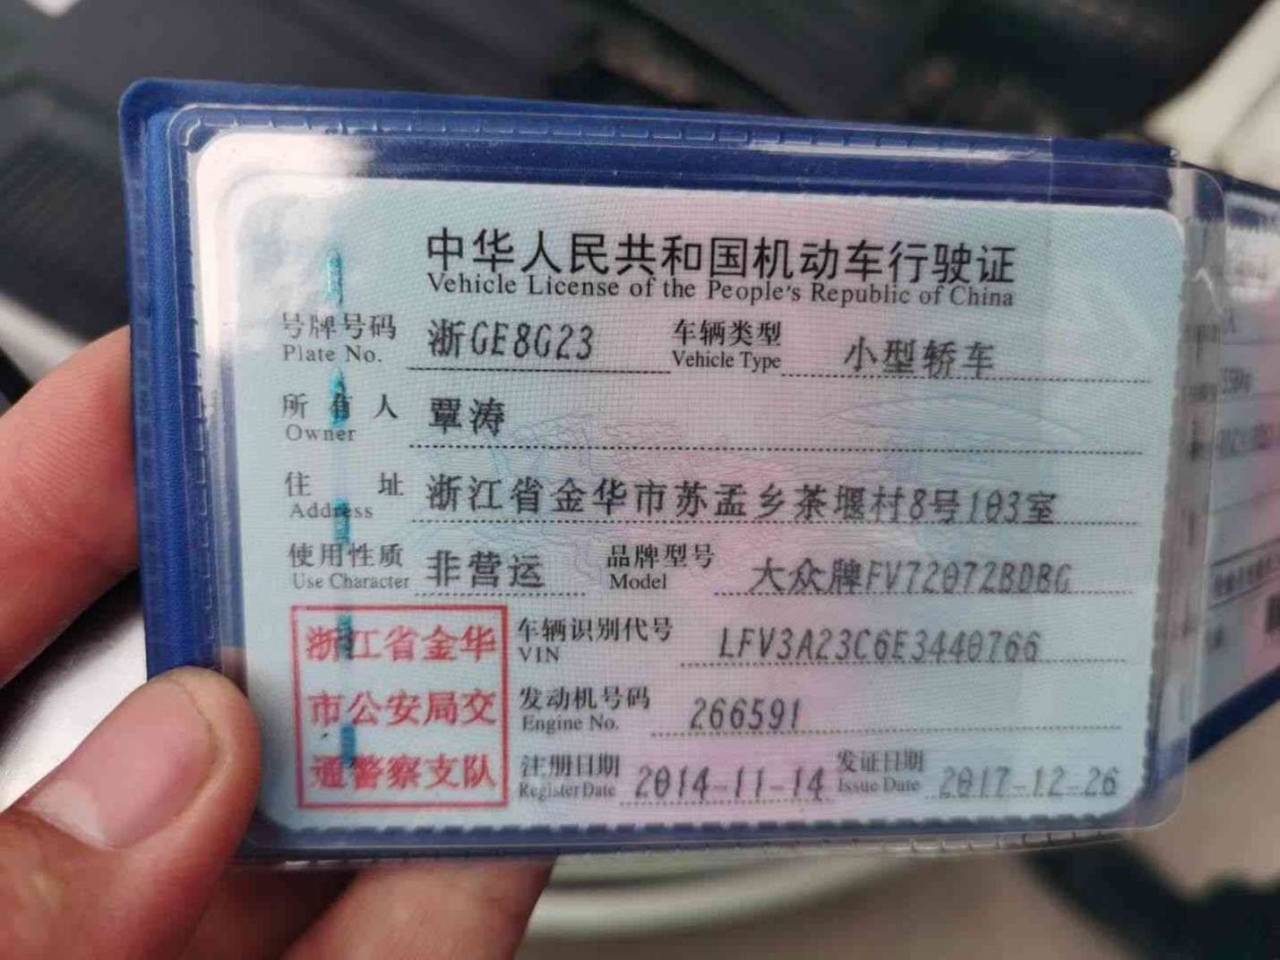 中华人民共和国机动车行驶证
Vehicle License of the People's Republic of China
号牌号码 浙GE8G23 车辆类型 小型轿车
Plate No. Vehicle Type
所有人 覃涛
Owner
住址 浙江省金华市苏孟乡茶堰村8号103室
Address
使用性质 非营运 品牌型号 大众牌FV72072BDBG
Use Character Model
浙江省金华 车辆识别代号 LFV3A23C6E3440766
VIN
市公安局交 发动机号码 266591
Engine No.
通警察支队 注册日期 2014-11-14 发证日期 2017-12-26
Register Date Issue Date